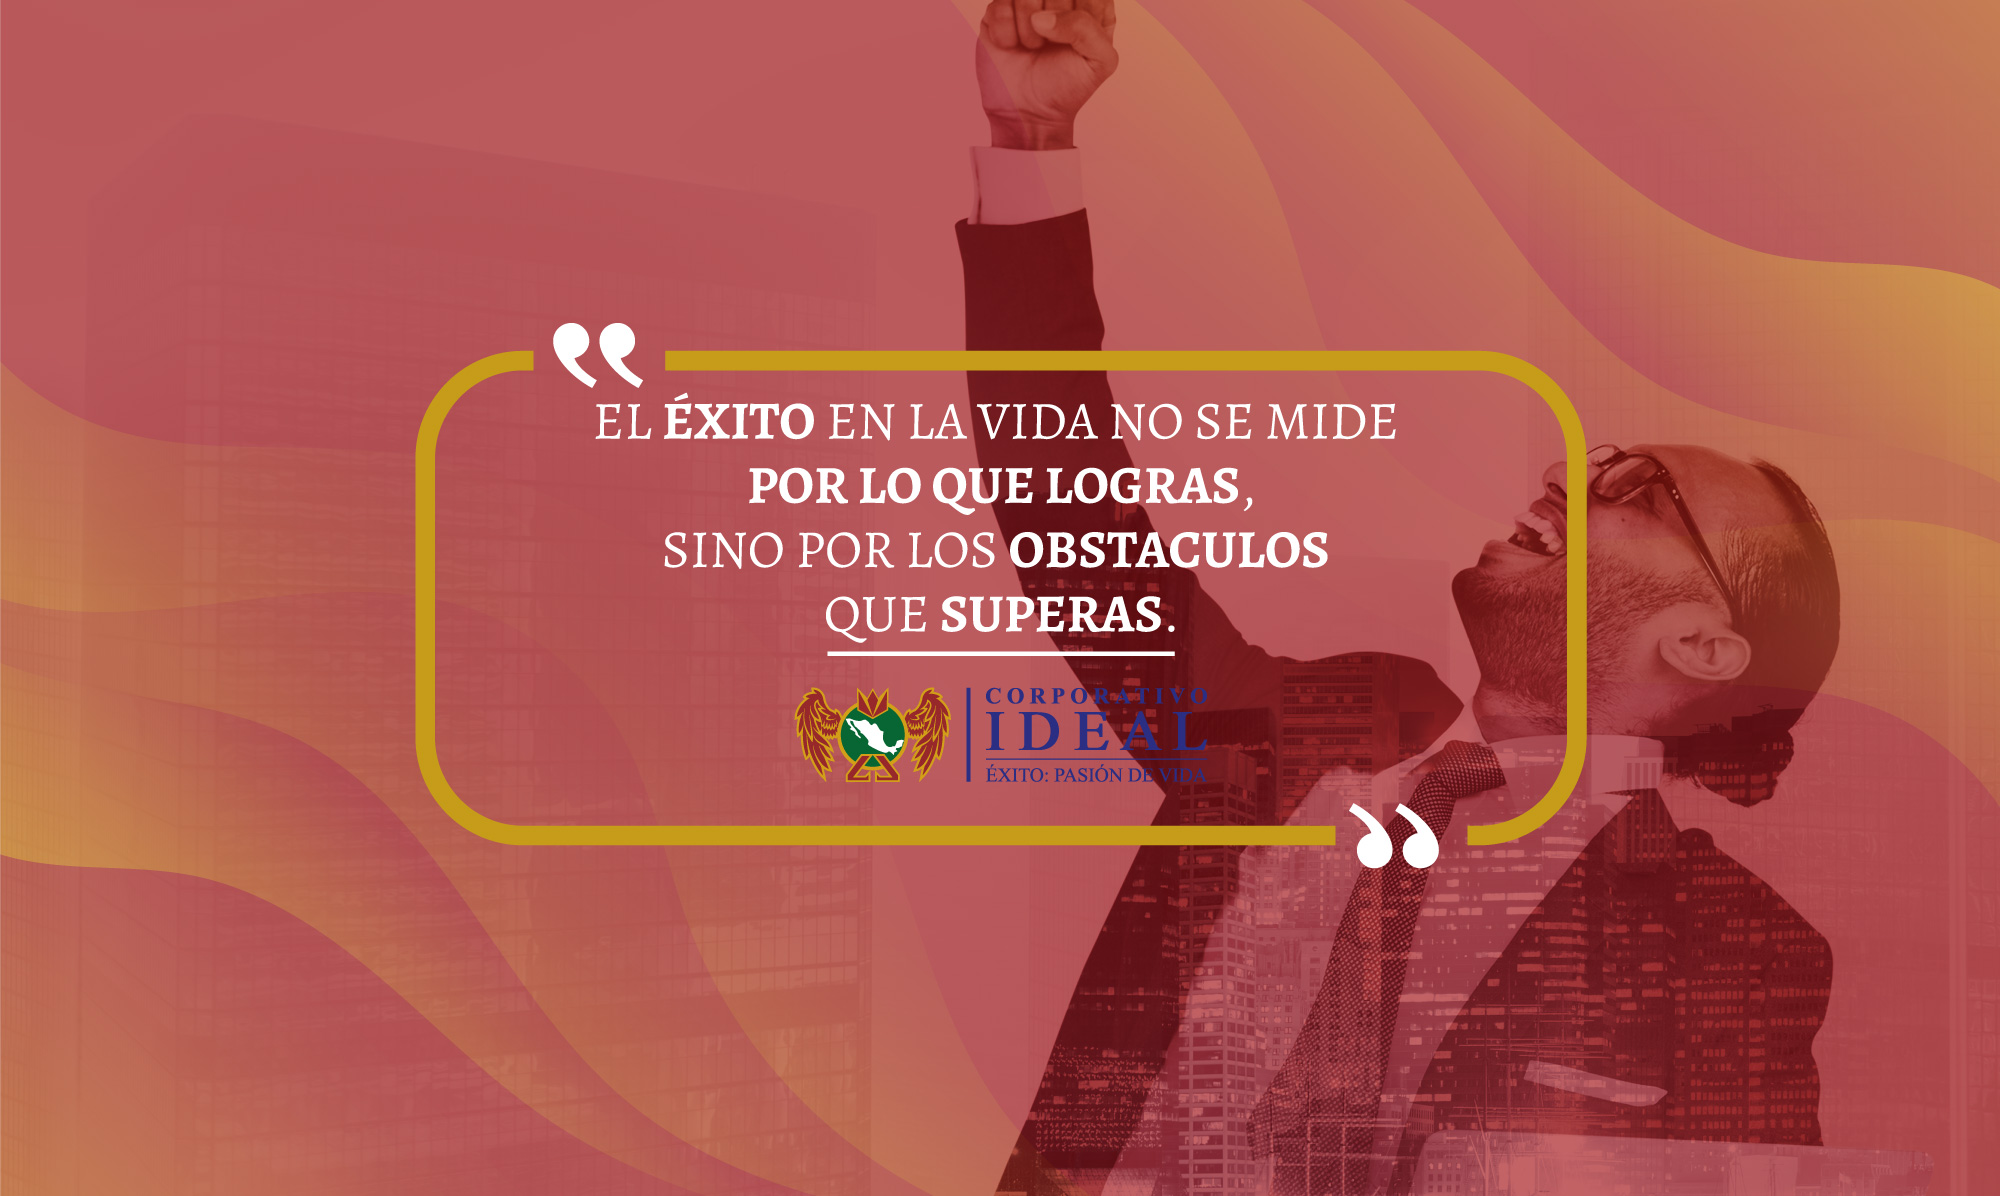 EL ÉXITO EN LA VIDA NO SE MIDE
POR LO QUE LOGRAS,
SINO POR LOS OBSTACULOS
QUE SUPERAS.
CORPORATIVO
IDEAL
ÉXITO: PASIÓN DE VIDA